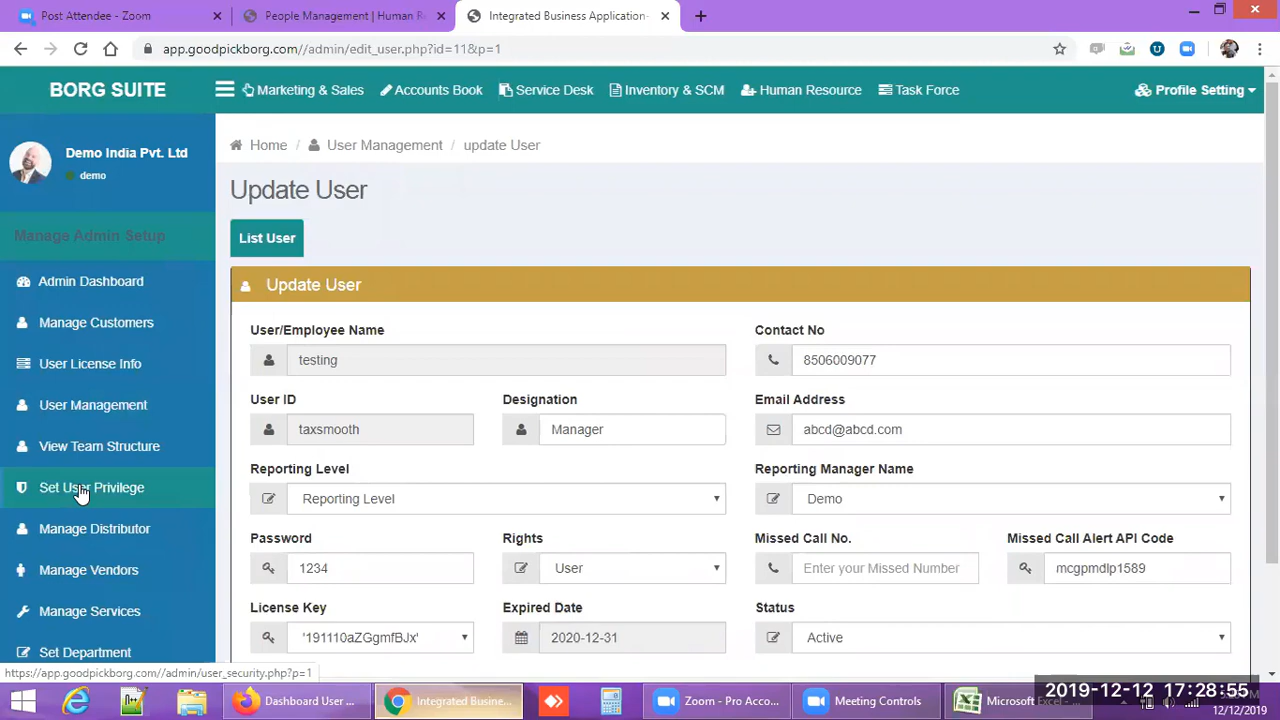 Post Attendee - Zoom
People Management | Human R
Integrated Business Application-
app.goodpickborg.com//admin/edit_user.php?id=11&p=1
BORG SUITE
Marketing & Sales
Accounts Book
Service Desk
Inventory & SCM
Human Resource
Task Force
Profile Setting
Demo India Pvt. Ltd
demo
Home / User Management / update User
Update User
Manage Admin Setup
List User
Admin Dashboard
Manage Customers
User License Info
User Management
View Team Structure
Set User Privilege
Manage Distributor
Manage Vendors
Manage Services
Set Department
Update User
User/Employee Name
Contact No
testing
8506009077
User ID
Designation
Email Address
taxsmooth
Manager
abcd@abcd.com
Reporting Level
Reporting Manager Name
Reporting Level
Demo
Password
Rights
Missed Call No.
Missed Call Alert API Code
1234
User
Enter your Missed Number
mcgpmdlp1589
License Key
Expired Date
Status
'191110aZGgmfBJx'
2020-12-31
Active
https://app.goodpickborg.com//admin/user_security.php?p=1
Dashboard User ...
Integrated Busine...
Zoom - Pro Accou...
Meeting Controls
Microsoft Excel - ...
2019-12-12 17:28:55
12/12/2019